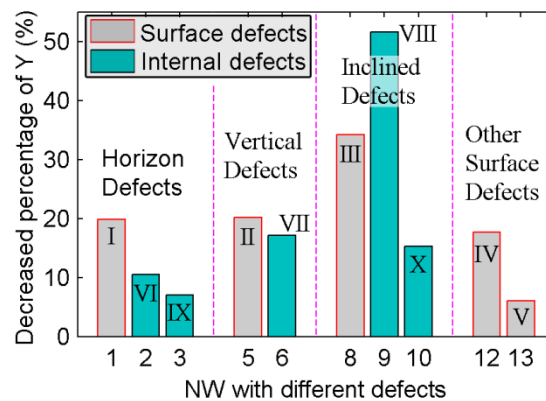 Decreased percentage of Y (%)
50
40
30
20
10
0
Surface defects
Internal defects
Horizon
Defects
Vertical
Defects
Inclined
Defects
Other
Surface
Defects
I
VI
IX
II
VII
III
VIII
X
IV
V
1 2 3 5 6 8 9 10 12 13
NW with different defects